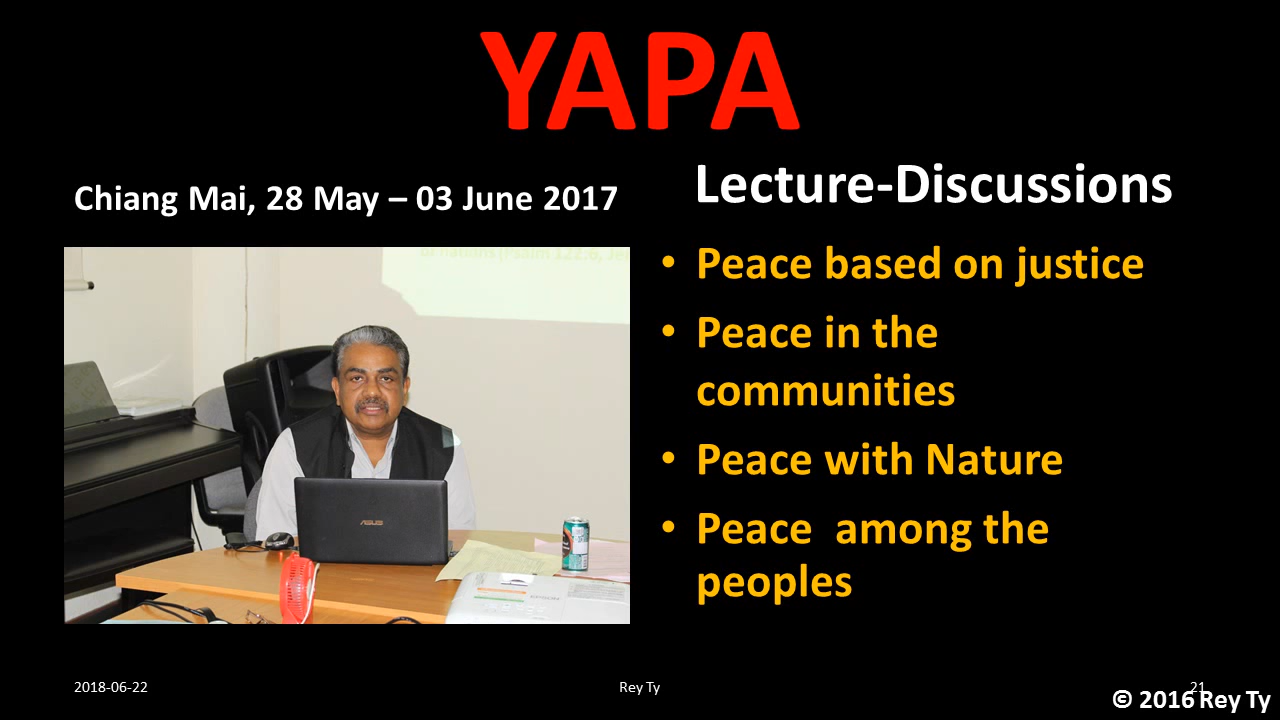 YAPA
Chiang Mai, 28 May – 03 June 2017
Lecture-Discussions
• Peace based on justice
• Peace in the
communities
• Peace with Nature
• Peace  among the
peoples
ASUS
EPSON
2018-06-22
Rey Ty
21
© 2016 Rey Ty